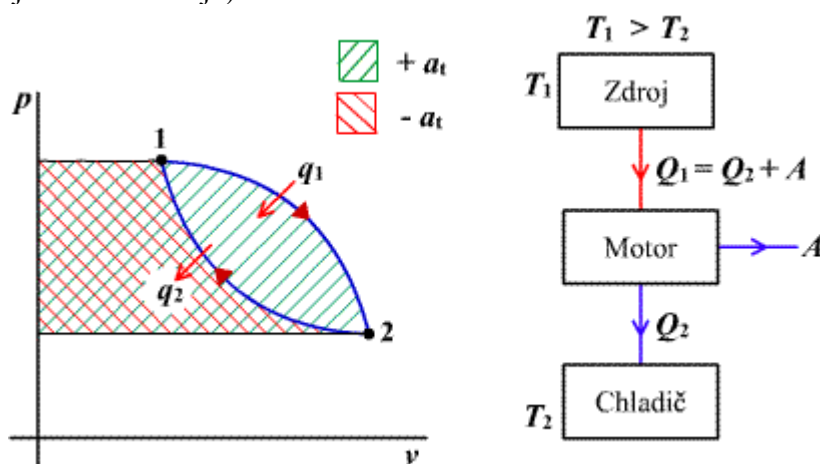 T₁ > T₂
+ aₜ
- aₜ
p
1
q₁
q₂
2
v
T₁
Zdroj
Q₁ = Q₂ + A
Motor
A
Q₂
T₂
Chladič